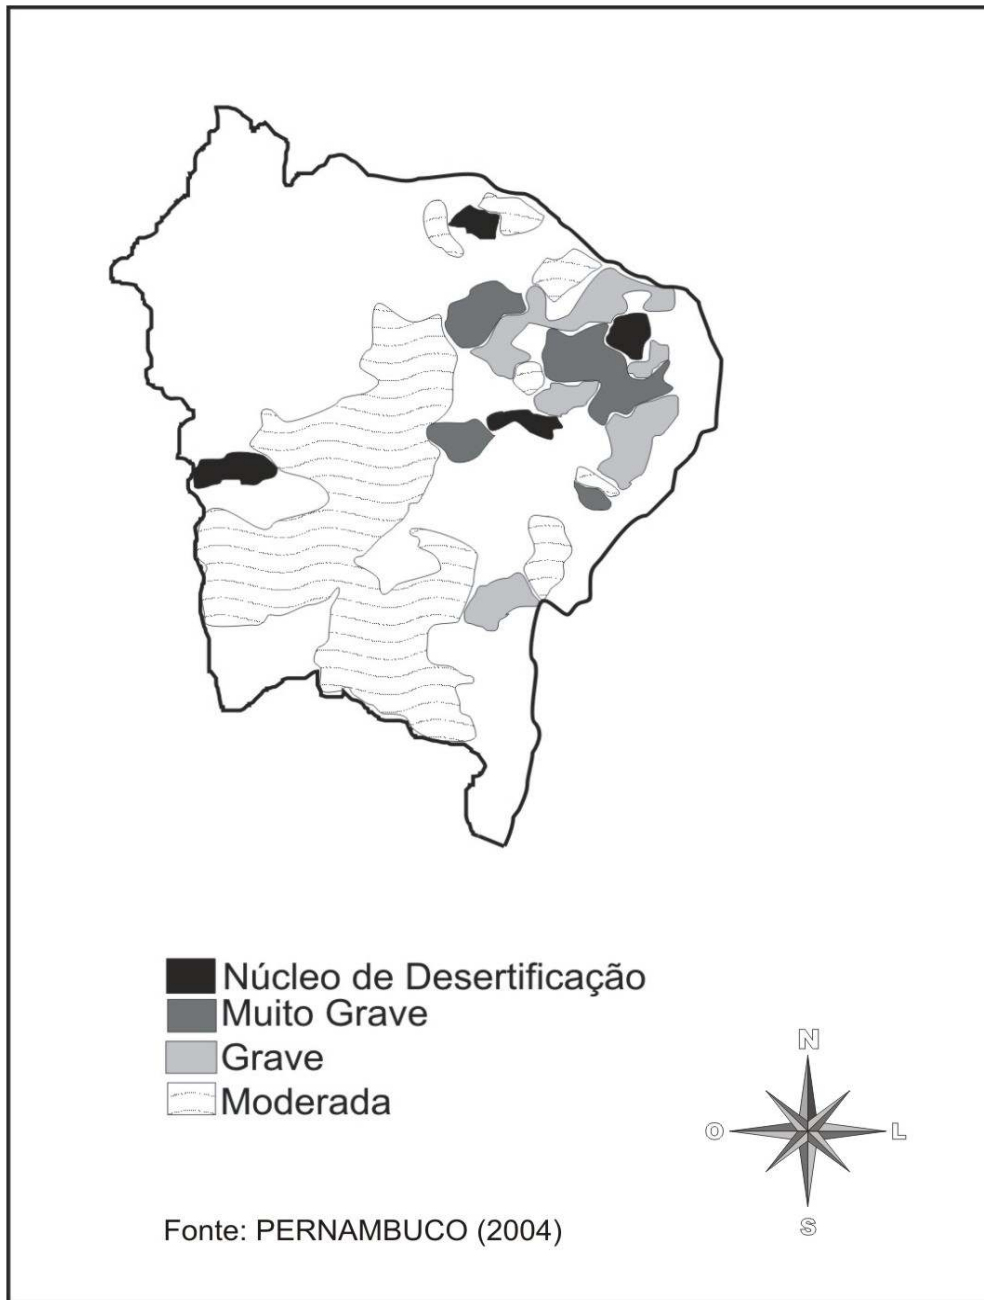 Núcleo de Desertificação
Muito Grave
Grave
Moderada
N
O
L
S
Fonte: PERNAMBUCO (2004)